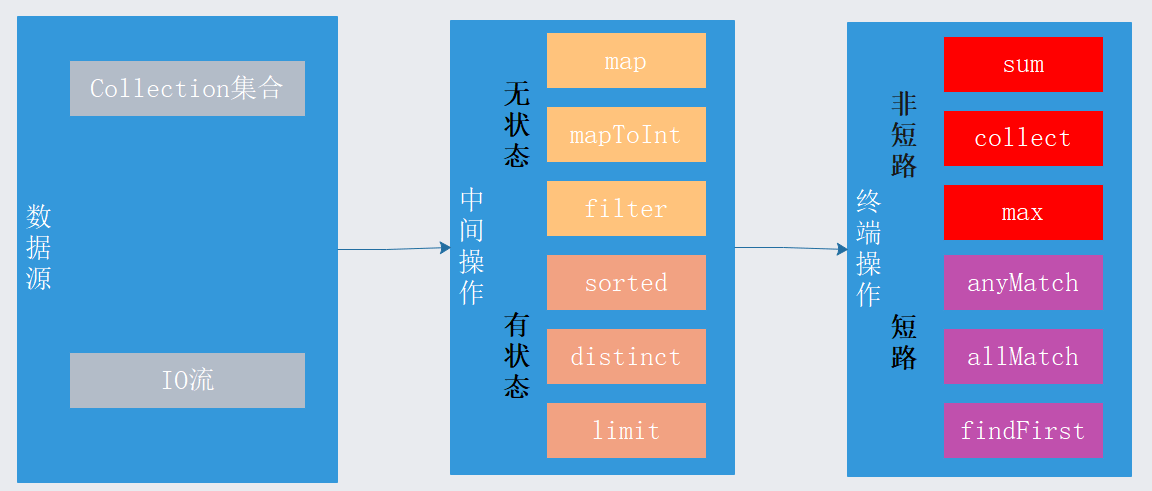 数据源
Collection集合
IO流
中间操作
无状态
map
mapToInt
filter
有状态
sorted
distinct
limit
终端操作
非短路
sum
collect
max
短路
anyMatch
allMatch
findFirst